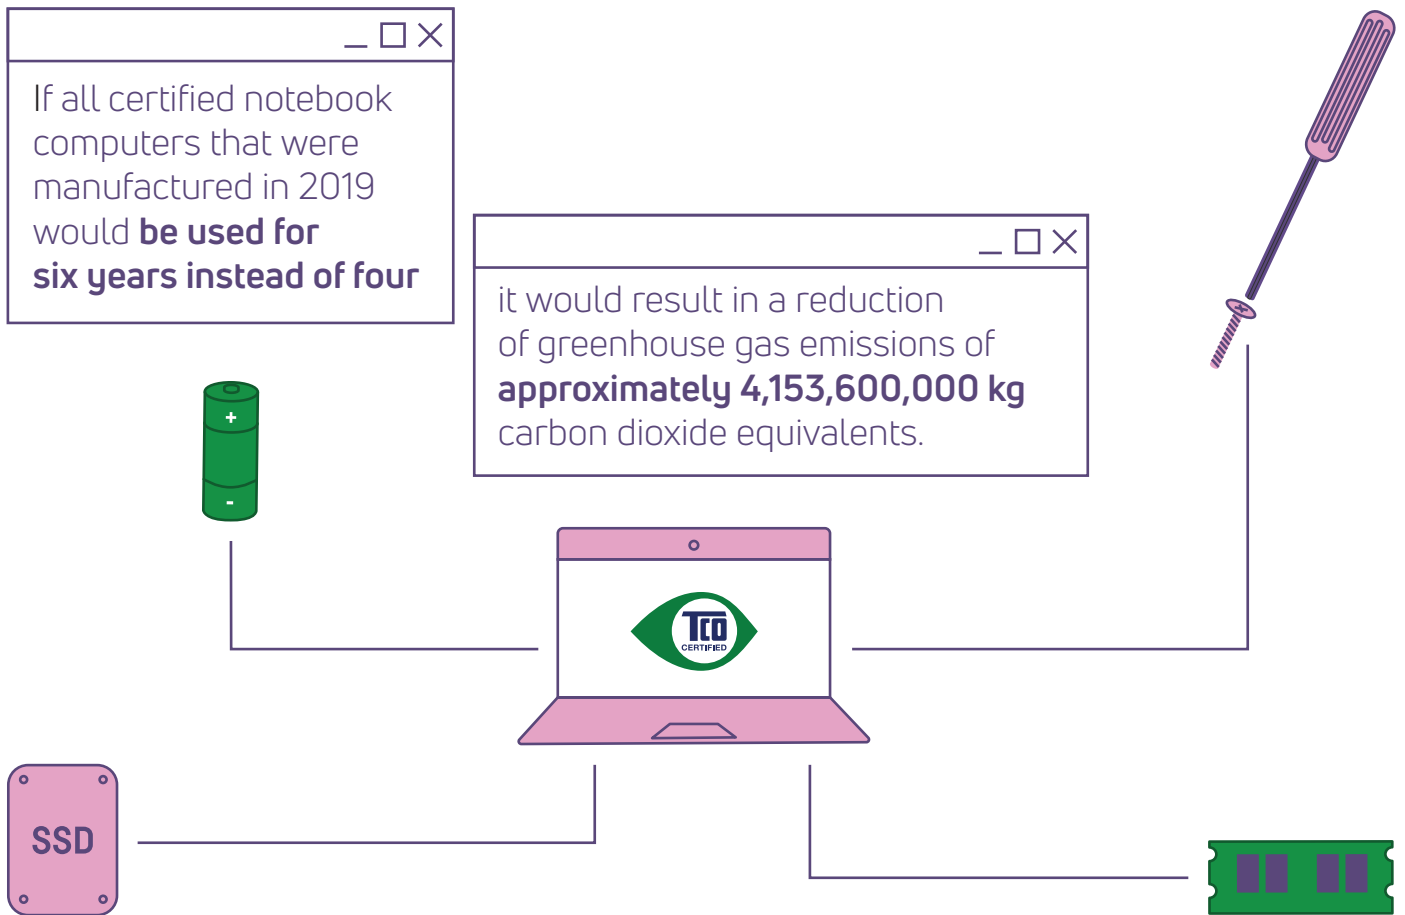 If all certified notebook
computers that were
manufactured in 2019
would be used for
six years instead of four
it would result in a reduction
of greenhouse gas emissions of
approximately 4,153,600,000 kg
carbon dioxide equivalents.
+
-
TCO
CERTIFIED
SSD